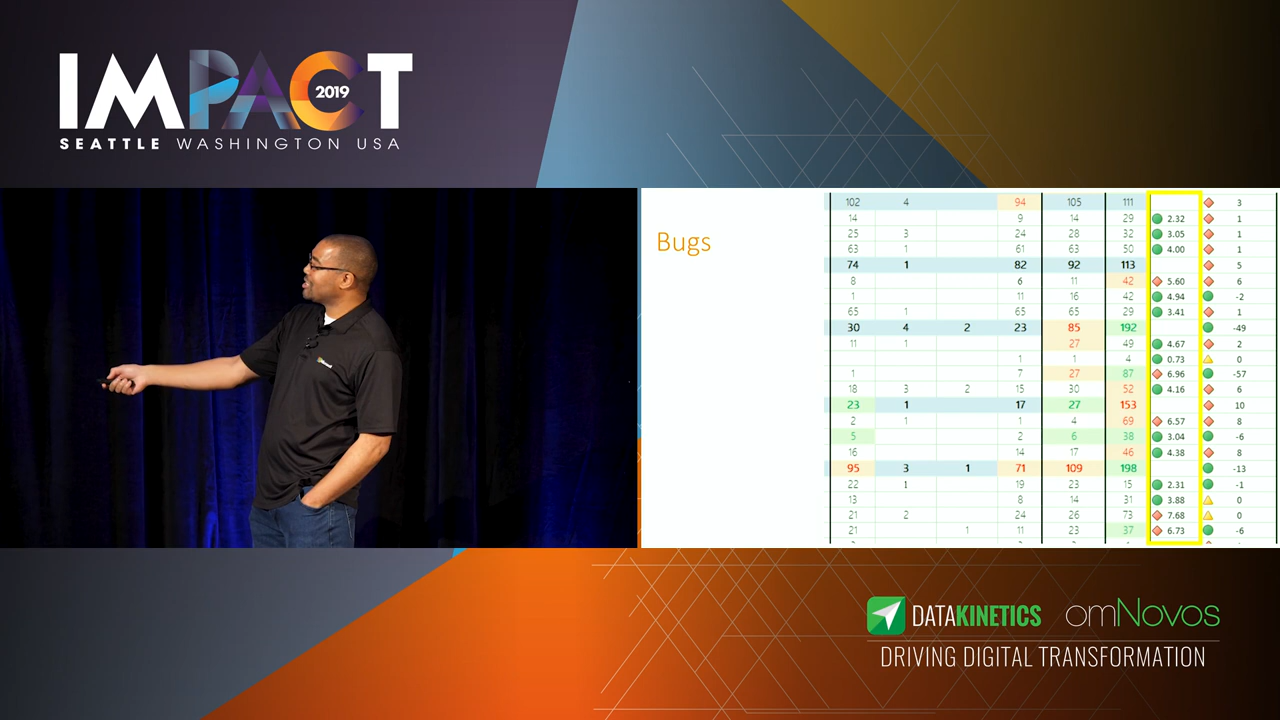 IMPACT
2019
SEATTLE WASHINGTON USA
Bugs
102 4 94 105 111 3
14 9 14 29 2.32 1
25 3 24 28 32 3.05 1
63 1 61 63 50 4.00 1
74 1 82 92 113 5
8 6 11 42 5.60 6
1 11 16 42 4.94 -2
65 1 65 65 29 3.41 1
30 4 2 23 85 192 -49
11 1 27 49 4.67 2
1 1 4 0.73 0
1 7 27 87 6.96 -57
18 3 2 15 30 52 4.16 6
23 1 17 27 153 10
2 1 1 4 69 6.57 8
5 2 6 38 3.04 -6
16 14 17 46 4.38 8
95 3 1 71 109 198 -13
22 1 19 23 15 2.31 -1
13 8 14 31 3.88 0
21 2 24 26 73 7.68 0
21 1 11 23 37 6.73 -6
DATAKINETICS omNovos
DRIVING DIGITAL TRANSFORMATION